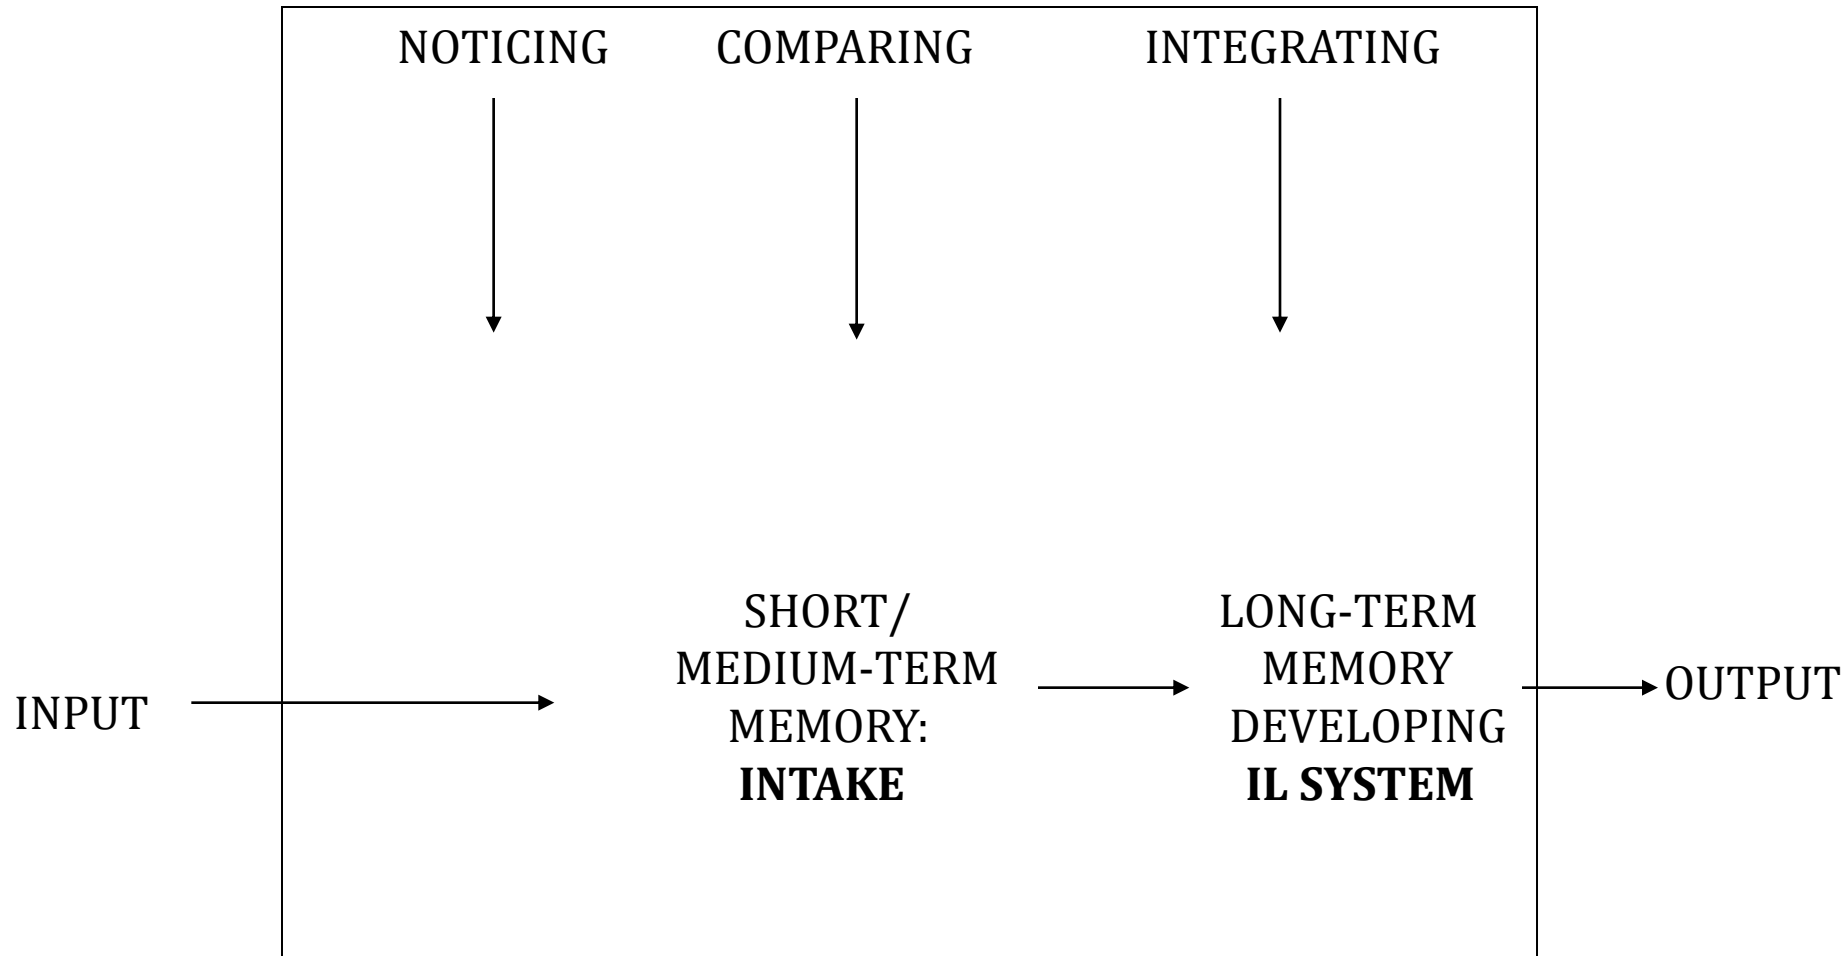 NOTICING COMPARING INTEGRATING
INPUT
SHORT/
MEDIUM-TERM
MEMORY:
INTAKE
LONG-TERM
MEMORY
DEVELOPING
IL SYSTEM
OUTPUT